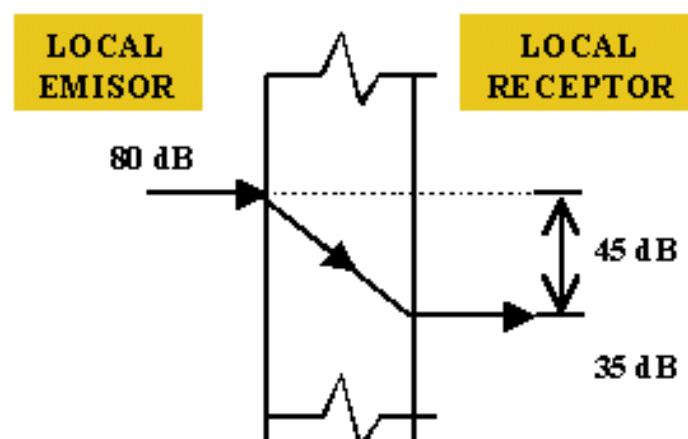 LOCAL
EMISOR
LOCAL
RECEPTOR
80 dB
45 dB
35 dB